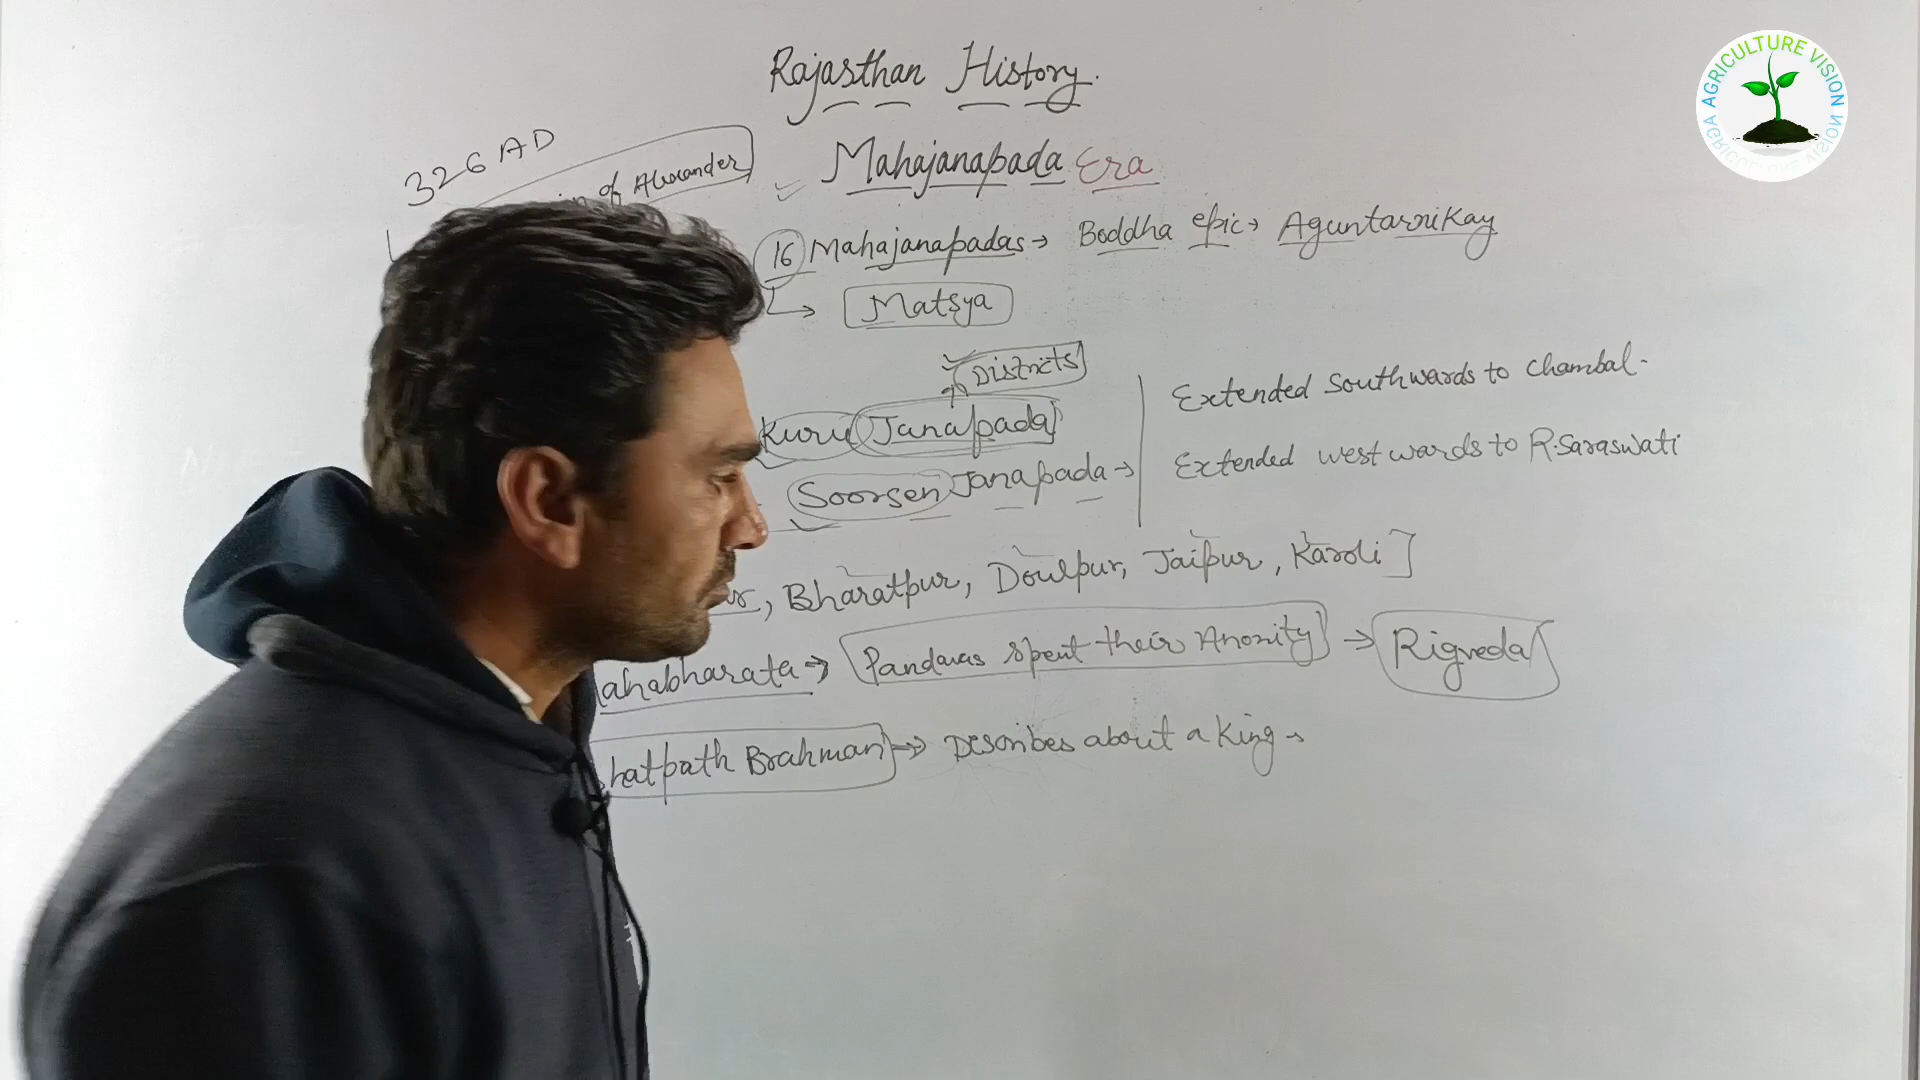 Rajasthan History.
326 AD
of Alexander
Mahajanapada Era
16 Mahajanapadas → Boddha epic → Aguntarnikay
Matsya
Districts
Kuru Janapada
Soorsen Janapada →
Extended Southwards to Chambal.
Extended westwards to R.Saraswati
, Bharatpur, Doulpur, Jaipur, Karoli ]
ahabharata → Pandavas spent their Anonity → Rigveda
hatpath Brahman → Describes about a King →
AGRICULTURE VISION